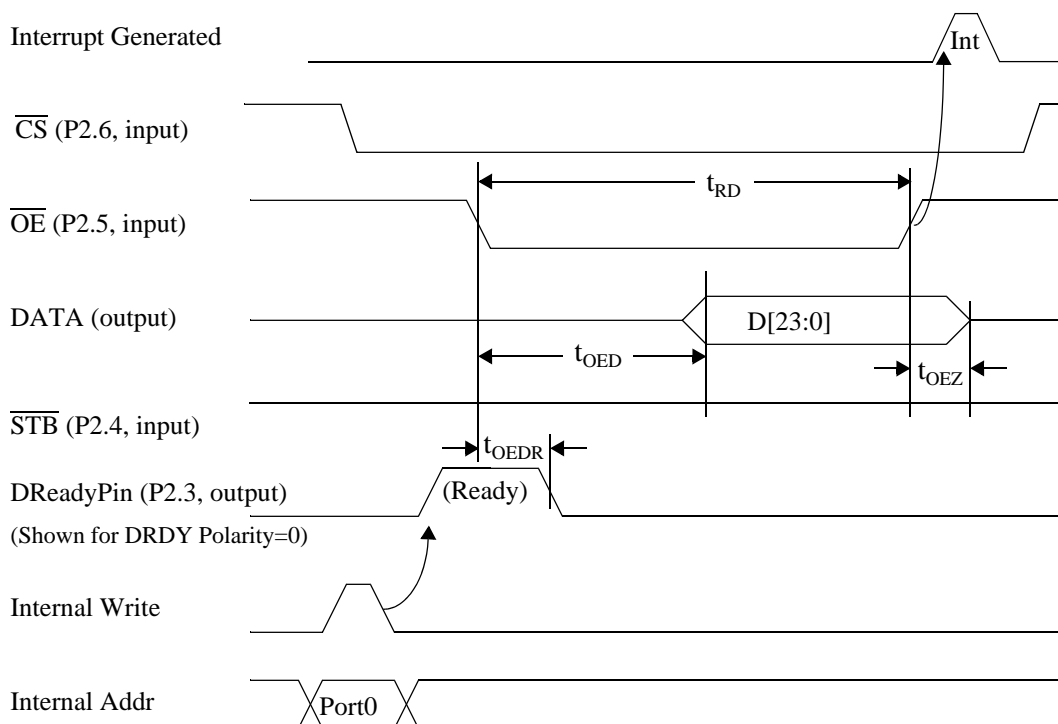 Interrupt Generated
Int
CS (P2.6, input)
tRD
OE (P2.5, input)
DATA (output)
D[23:0]
tOED
tOEZ
STB (P2.4, input)
tOEDR
DReadyPin (P2.3, output)
(Ready)
(Shown for DRDY Polarity=0)
Internal Write
Internal Addr
Port0